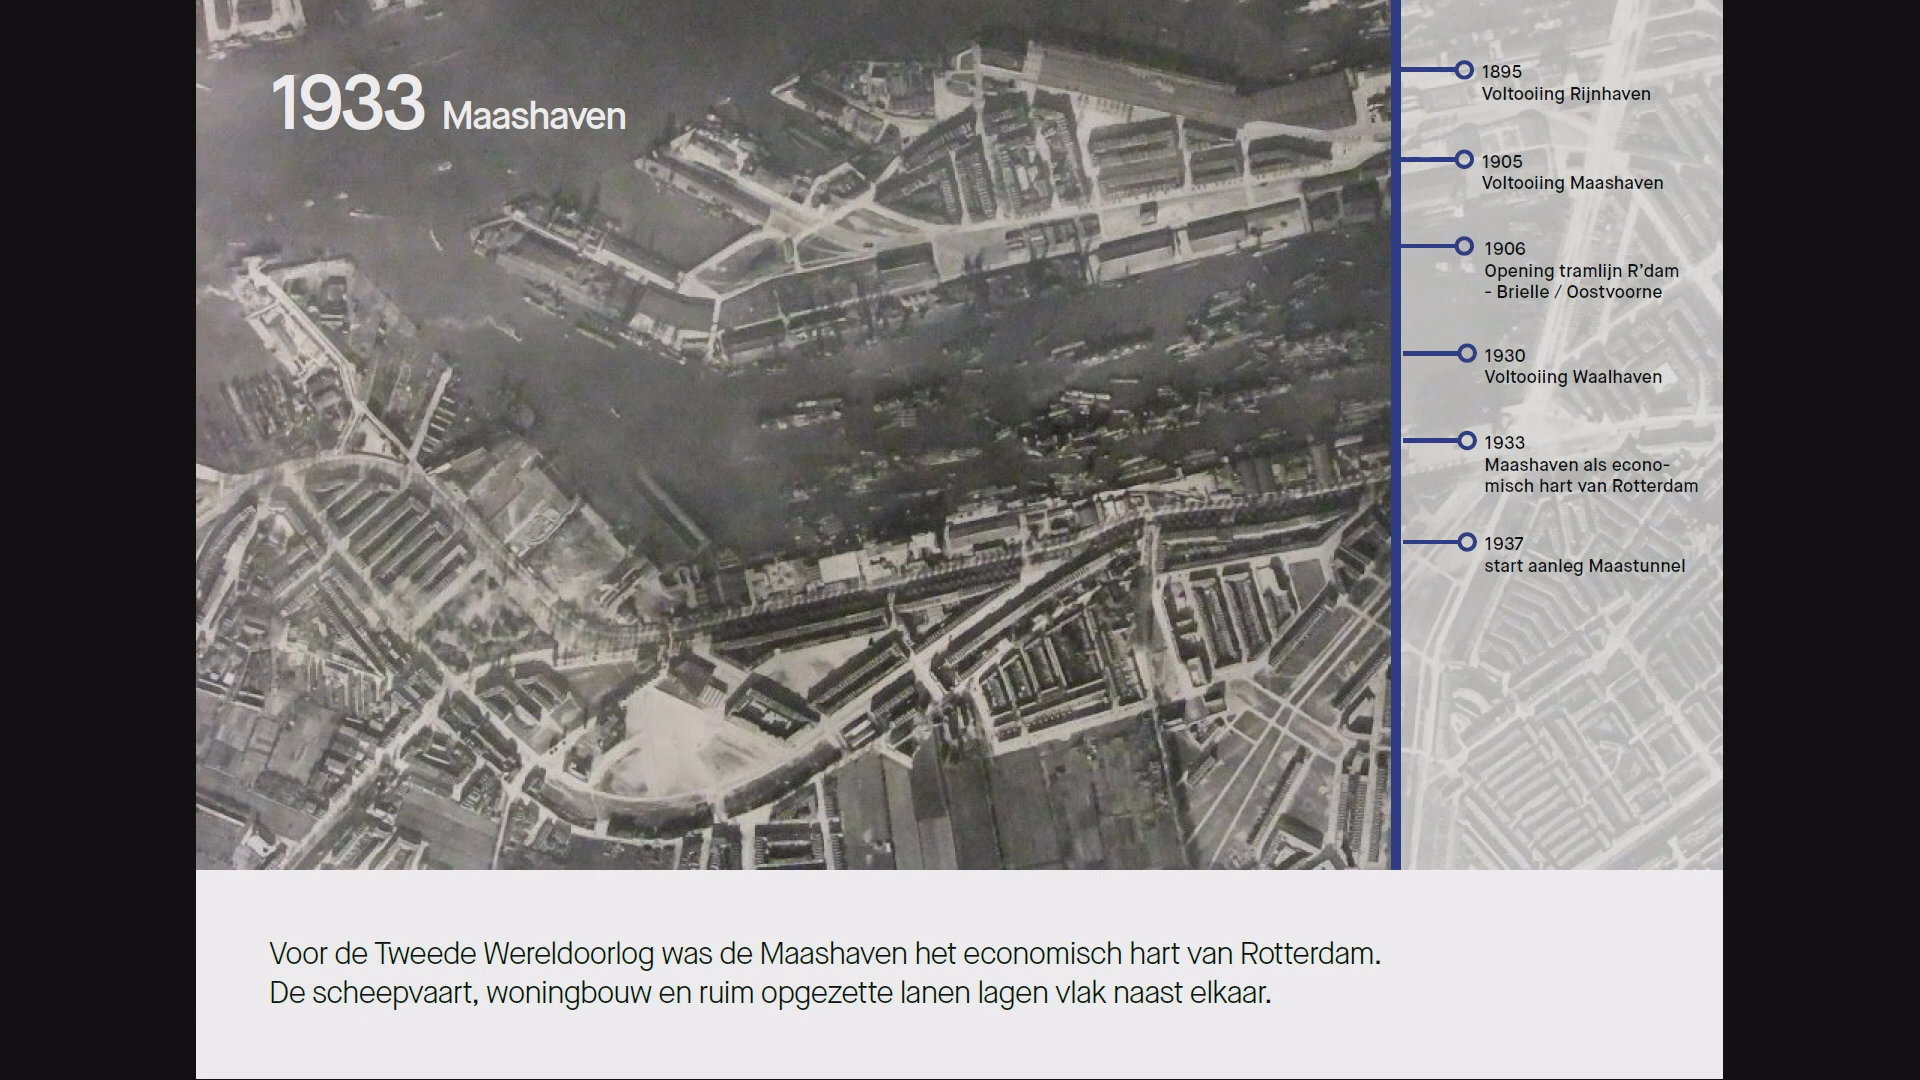 1933 Maashaven
1895
Voltooiing Rijnhaven
1905
Voltooiing Maashaven
1906
Opening tramlijn R’dam
- Brielle / Oostvoorne
1930
Voltooiing Waalhaven
1933
Maashaven als econo-
misch hart van Rotterdam
1937
start aanleg Maastunnel
Voor de Tweede Wereldoorlog was de Maashaven het economisch hart van Rotterdam.
De scheepvaart, woningbouw en ruim opgezette lanen lagen vlak naast elkaar.